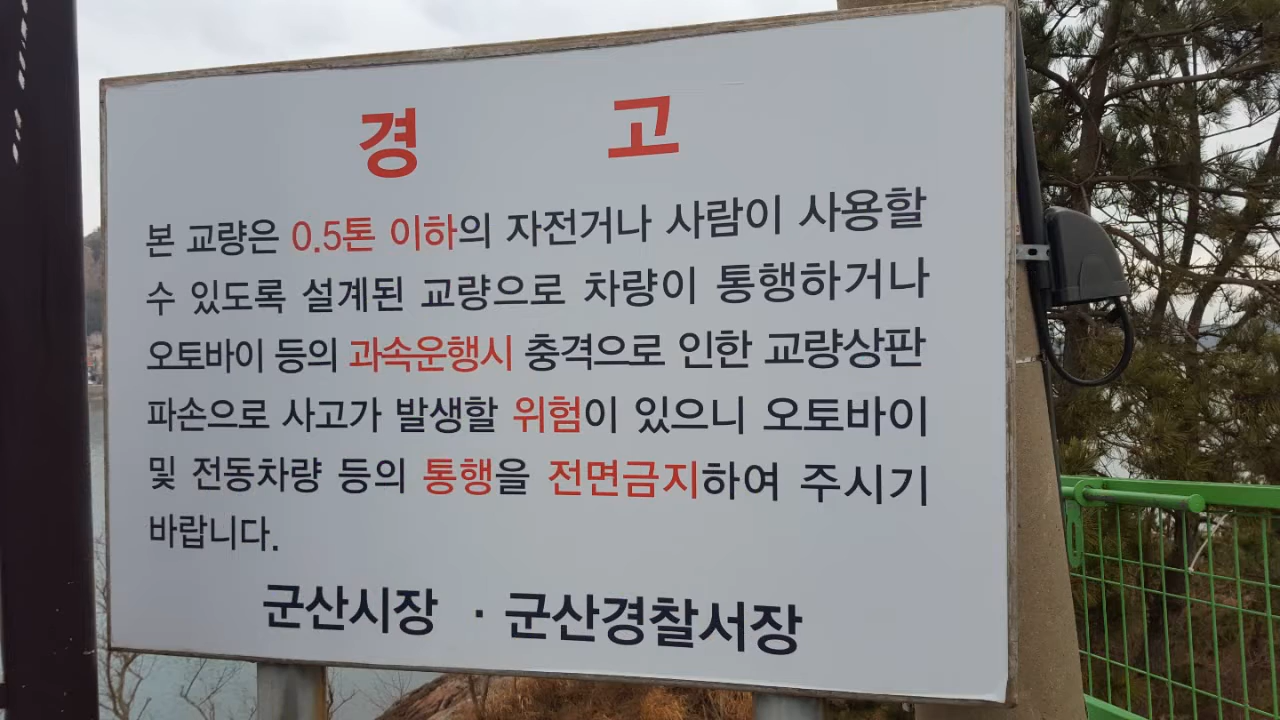 경 고
본 교량은 0.5톤 이하의 자전거나 사람이 사용할
수 있도록 설계된 교량으로 차량이 통행하거나
오토바이 등의 과속운행시 충격으로 인한 교량상판
파손으로 사고가 발생할 위험이 있으니 오토바이
및 전동차량 등의 통행을 전면금지하여 주시기
바랍니다.
군산시장 · 군산경찰서장